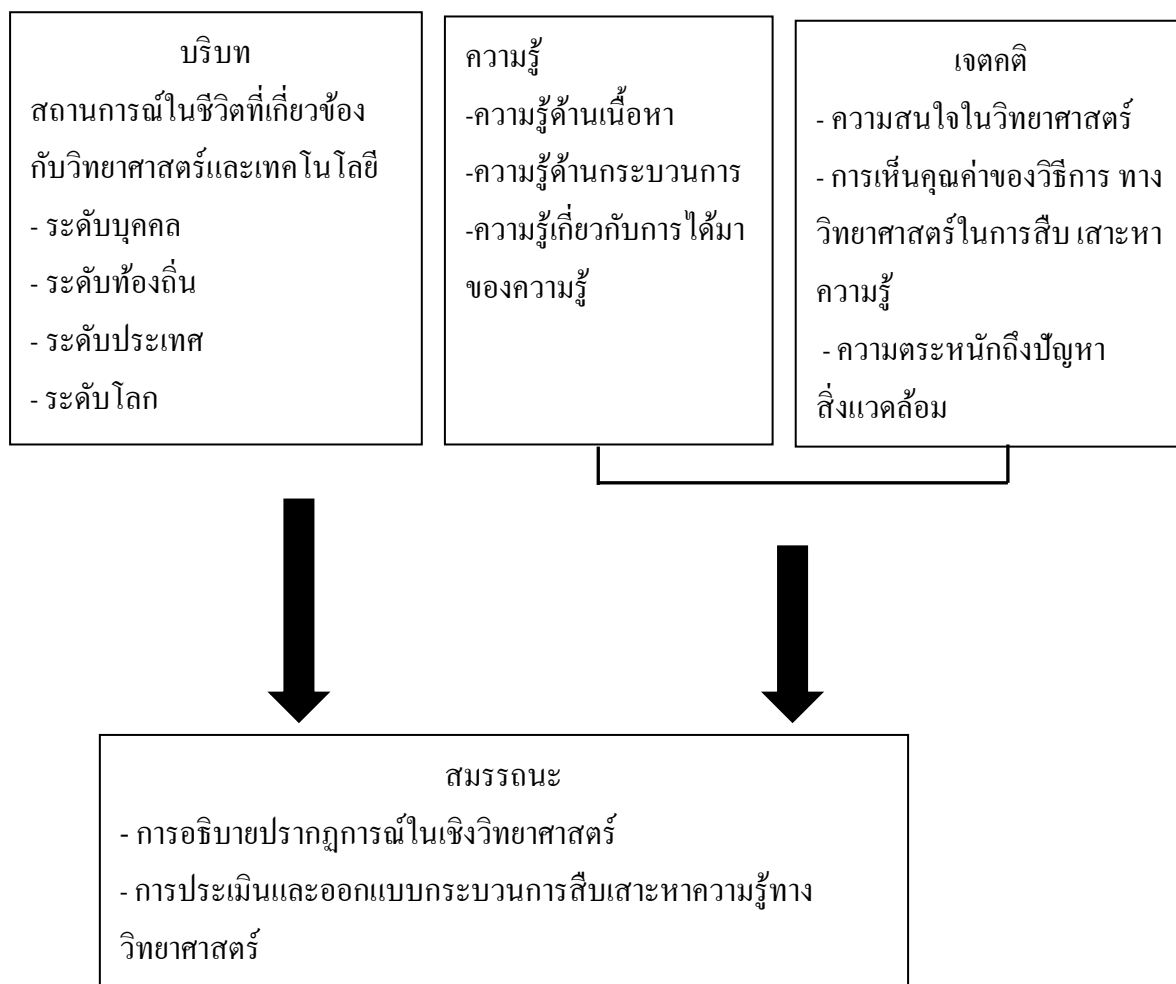 บริบท
สถานการณ์ในชีวิตที่เกี่ยวข้อง
กับวิทยาศาสตร์และเทคโนโลยี
- ระดับบุคคล
- ระดับท้องถิ่น
- ระดับประเทศ
- ระดับโลก
ความรู้
-ความรู้ด้านเนื้อหา
-ความรู้ด้านกระบวนการ
-ความรู้เกี่ยวกับการได้มา
ของความรู้
เจตคติ
- ความสนใจในวิทยาศาสตร์
- การเห็นคุณค่าของวิธีการ ทาง
วิทยาศาสตร์ในการสืบ เสาะหา
ความรู้
- ความตระหนักถึงปัญหา
สิ่งแวดล้อม
สมรรถนะ
- การอธิบายปรากฏการณ์ในเชิงวิทยาศาสตร์
- การประเมินและออกแบบกระบวนการสืบเสาะหาความรู้ทาง
วิทยาศาสตร์